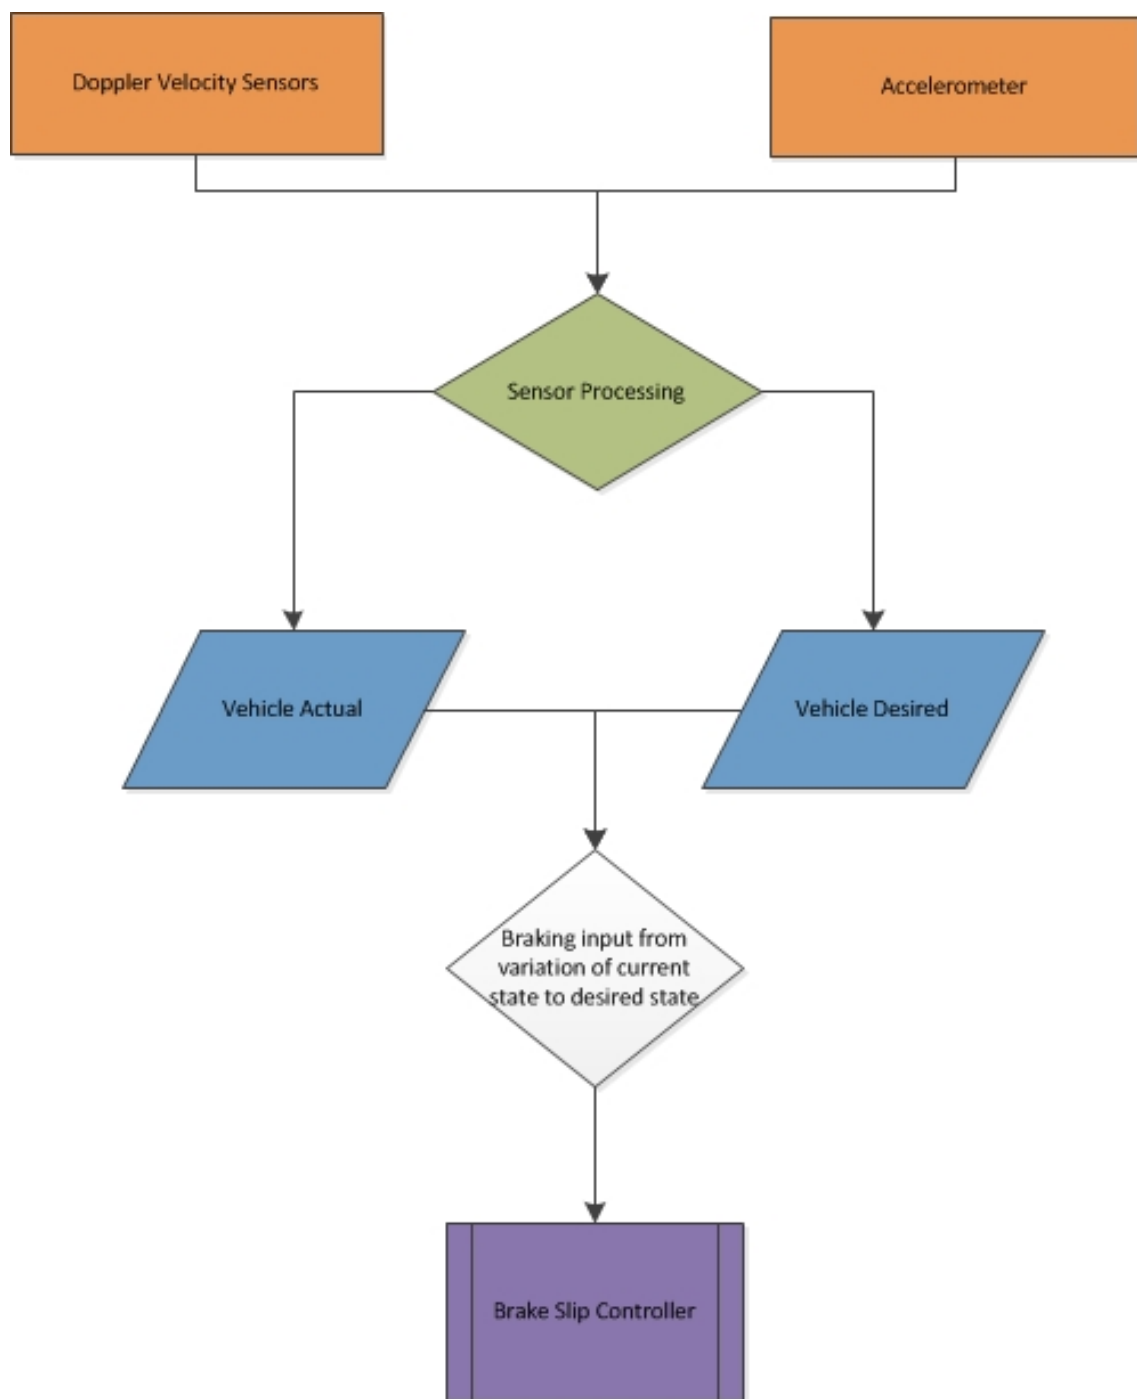 Doppler Velocity Sensors
Accelerometer
Sensor Processing
Vehicle Actual
Vehicle Desired
Braking input from
variation of current
state to desired state
Brake Slip Controller